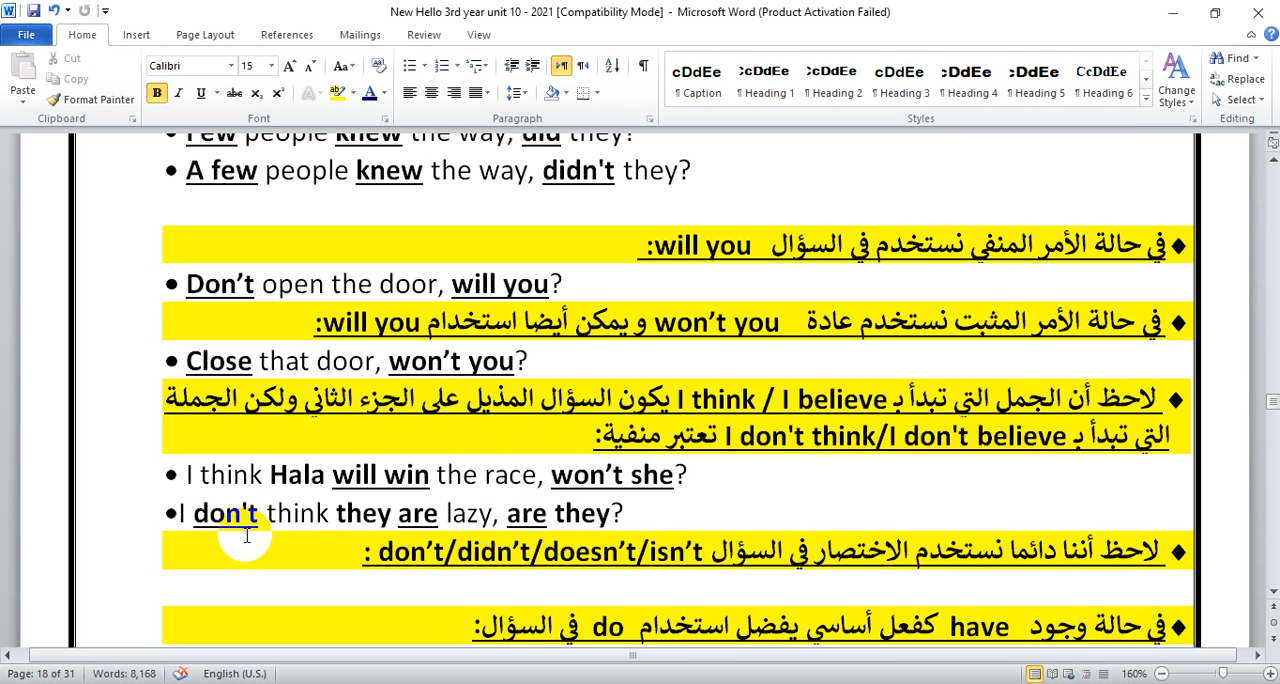 New Hello 3rd year unit 10 - 2021 [Compatibility Mode] - Microsoft Word (Product Activation Failed)
File Home Insert Page Layout References Mailings Review View
Paste
Cut
Copy
Format Painter
Clipboard
Calibri 15
Font
Paragraph
AaBbCcDdEe
¶ Caption ¶ Heading 1 ¶ Heading 2 ¶ Heading 3 ¶ Heading 4 ¶ Heading 5 ¶ Heading 6
Change Styles
Styles
Find
Replace
Select
Editing
• Few people knew the way, did they?
• A few people knew the way, didn't they?
♦ في حالة الأمر المنفي نستخدم في السؤال will you:
• Don’t open the door, will you?
♦ في حالة الأمر المثبت نستخدم عادة won’t you و يمكن أيضا استخدام will you:
• Close that door, won’t you?
♦ لاحظ أن الجمل التي تبدأ بـ I think / I believe يكون السؤال المذيل على الجزء الثاني ولكن الجملة
التي تبدأ بـ I don't think/I don't believe تعتبر منفية:
• I think Hala will win the race, won’t she?
•I don't think they are lazy, are they?
♦ لاحظ أننا دائما نستخدم الاختصار في السؤال don’t/didn’t/doesn’t/isn’t :
♦ في حالة وجود have كفعل أساسي يفضل استخدام do في السؤال:
Page: 18 of 31 Words: 8,168 English (U.S.) 160%